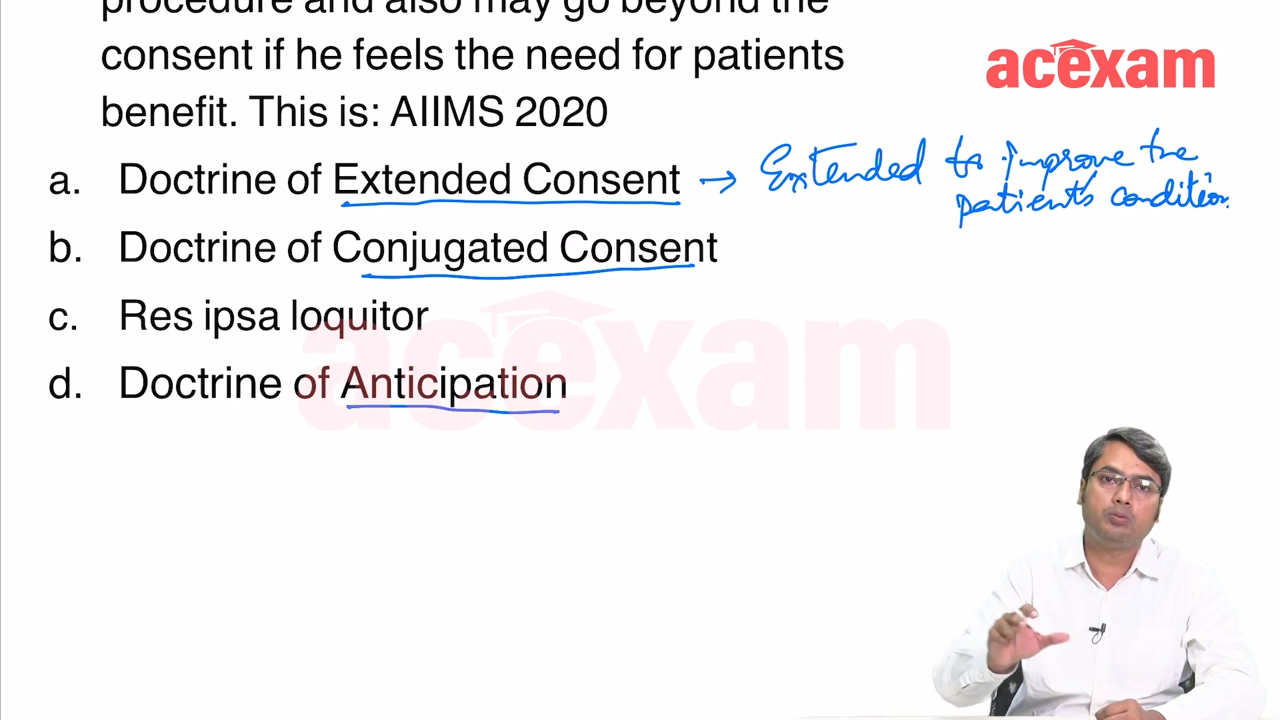 procedure and also may go beyond the
consent if he feels the need for patients
benefit. This is: AIIMS 2020
acexam
a. Doctrine of Extended Consent → Extended to improve the
patient's condition.
b. Doctrine of Conjugated Consent
c. Res ipsa loquitor
d. Doctrine of Anticipation
acexam